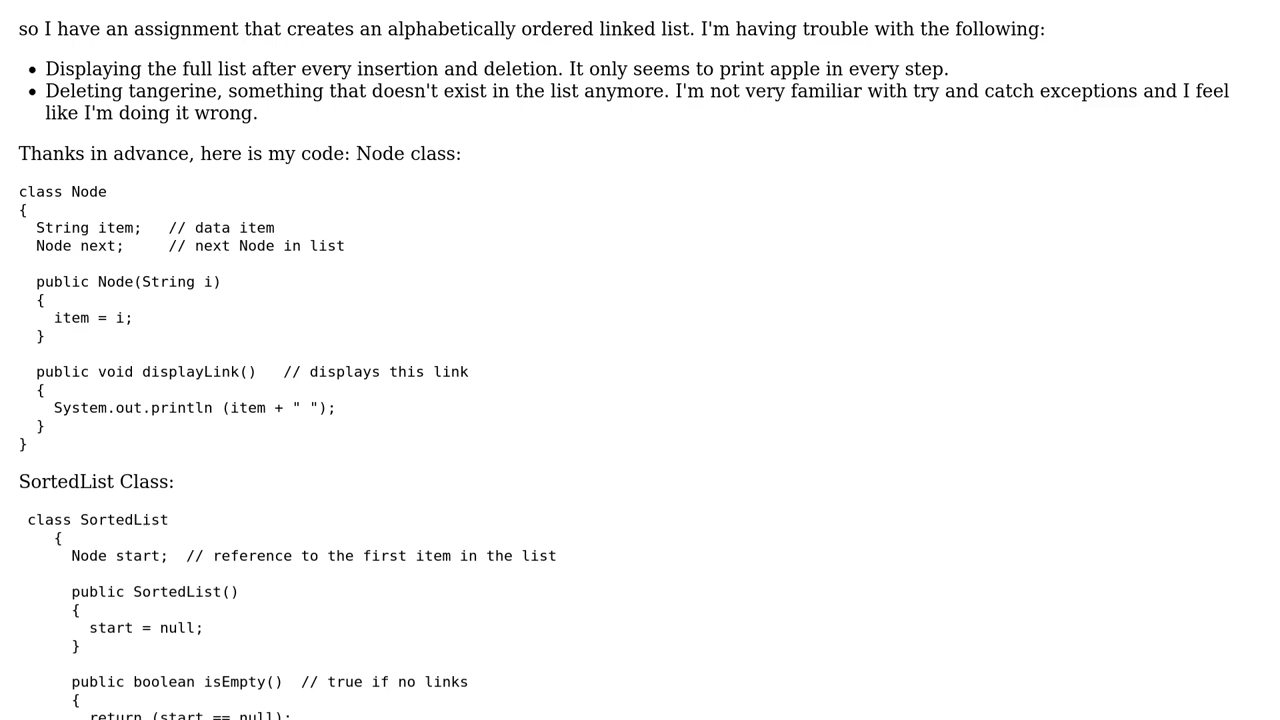 so I have an assignment that creates an alphabetically ordered linked list. I'm having trouble with the following:
• Displaying the full list after every insertion and deletion. It only seems to print apple in every step.
• Deleting tangerine, something that doesn't exist in the list anymore. I'm not very familiar with try and catch exceptions and I feel
like I'm doing it wrong.
Thanks in advance, here is my code: Node class:
class Node
{
  String item;   // data item
  Node next;     // next Node in list

  public Node(String i)
  {
    item = i;
  }

  public void displayLink()   // displays this link
  {
    System.out.println (item + " ");
  }
}
SortedList Class:
 class SortedList
    {
      Node start;  // reference to the first item in the list

      public SortedList()
      {
        start = null;
      }

      public boolean isEmpty()  // true if no links
      {
        return (start == null);